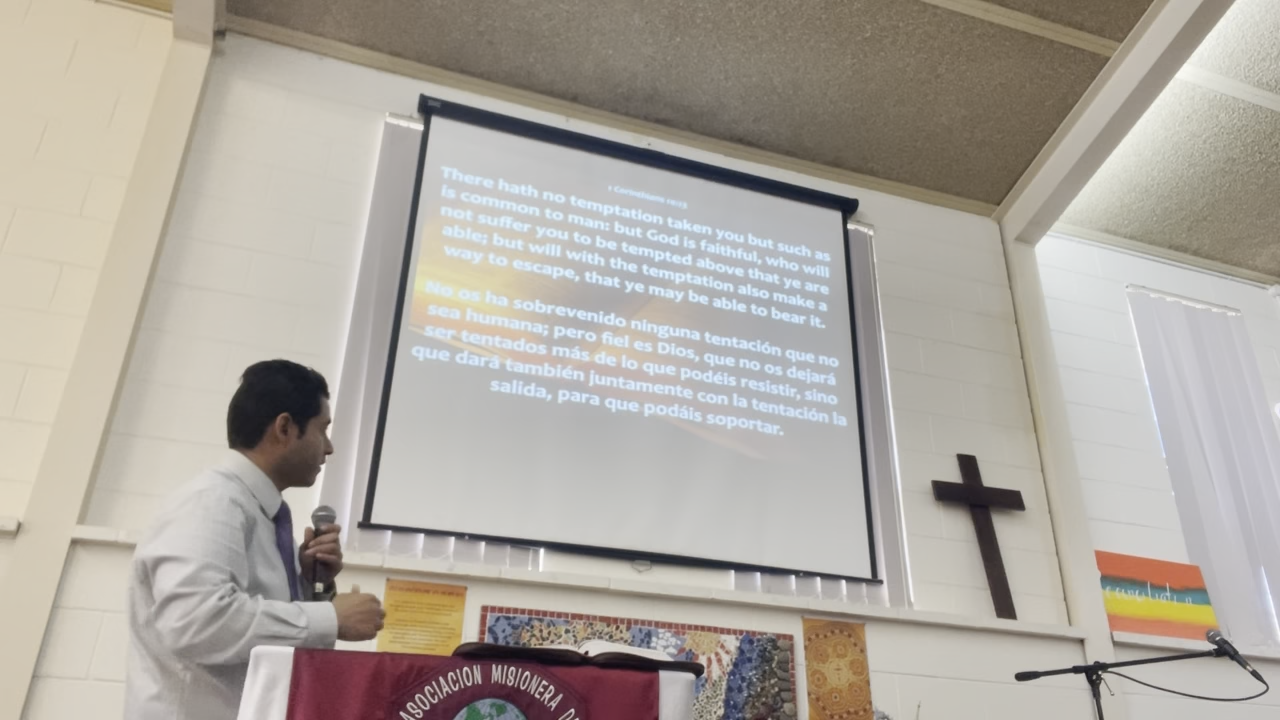 1 Corinthians 10:13
There hath no temptation taken you but such as
is common to man: but God is faithful, who will
not suffer you to be tempted above that ye are
able; but will with the temptation also make a
way to escape, that ye may be able to bear it.
No os ha sobrevenido ninguna tentación que no
sea humana; pero fiel es Dios, que no os dejará
ser tentados más de lo que podéis resistir, sino
que dará también juntamente con la tentación la
salida, para que podáis soportar.
ASOCIACION MISIONERA